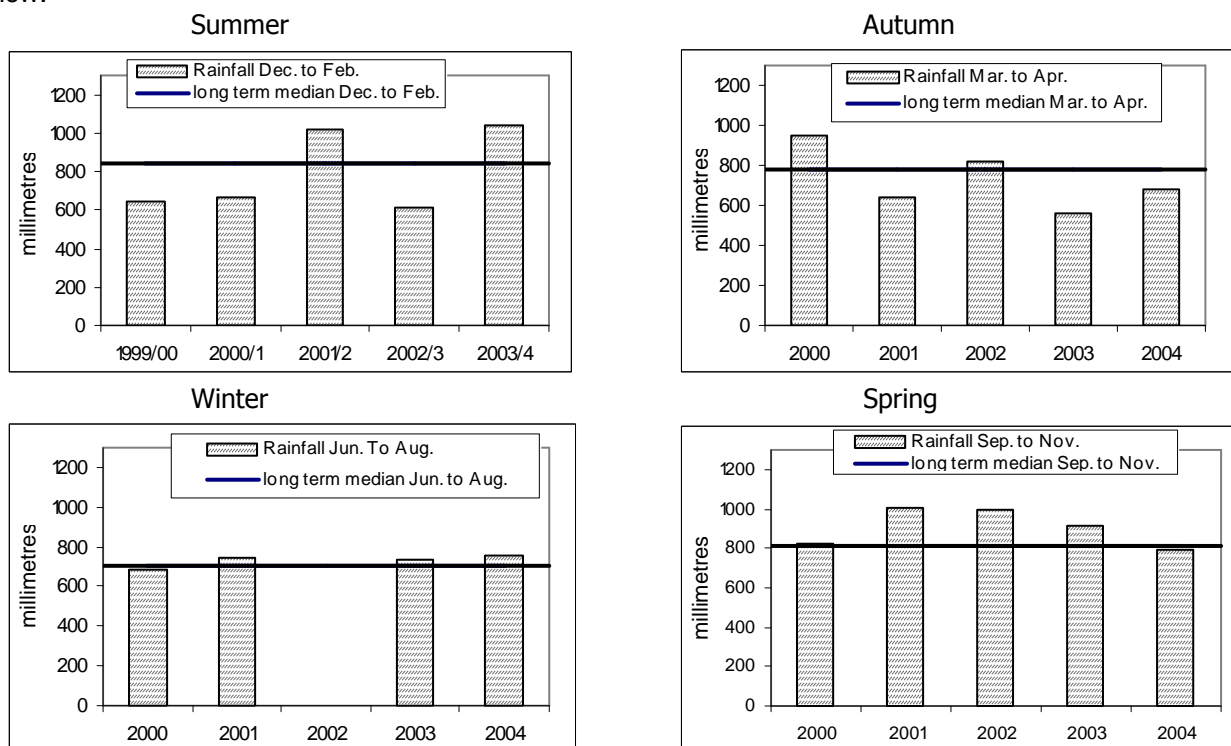 Summer
Rainfall Dec. to Feb.
long term median Dec. to Feb.
millimetres
1200
1000
800
600
400
200
0
1999/00 2000/1 2001/2 2002/3 2003/4
Autumn
Rainfall Mar. to Apr.
long term median Mar. to Apr.
millimetres
1200
1000
800
600
400
200
0
2000 2001 2002 2003 2004
Winter
Rainfall Jun. To Aug.
long term median Jun. to Aug.
millimetres
1200
1000
800
600
400
200
0
2000 2001 2002 2003 2004
Spring
Rainfall Sep. to Nov.
long term median Sep. to Nov.
millimetres
1200
1000
800
600
400
200
0
2000 2001 2002 2003 2004